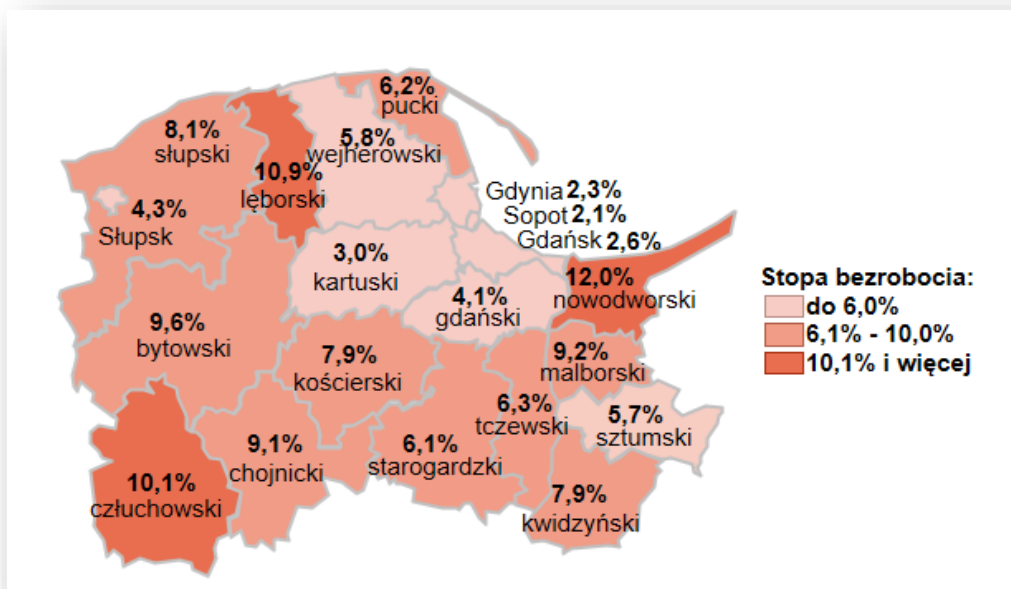 6,2%
pucki
8,1%
słupski
5,8%
wejherowski
10,9%
lęborski
4,3%
Słupsk
Gdynia 2,3%
Sopot 2,1%
Gdańsk 2,6%
3,0%
kartuski
12,0%
nowodworski
4,1%
gdański
9,6%
bytowski
7,9%
kościerski
9,2%
malborski
6,3%
tczewski
5,7%
sztumski
9,1%
chojnicki
6,1%
starogardzki
10,1%
człuchowski
7,9%
kwidzyński
Stopa bezrobocia:
do 6,0%
6,1% - 10,0%
10,1% i więcej